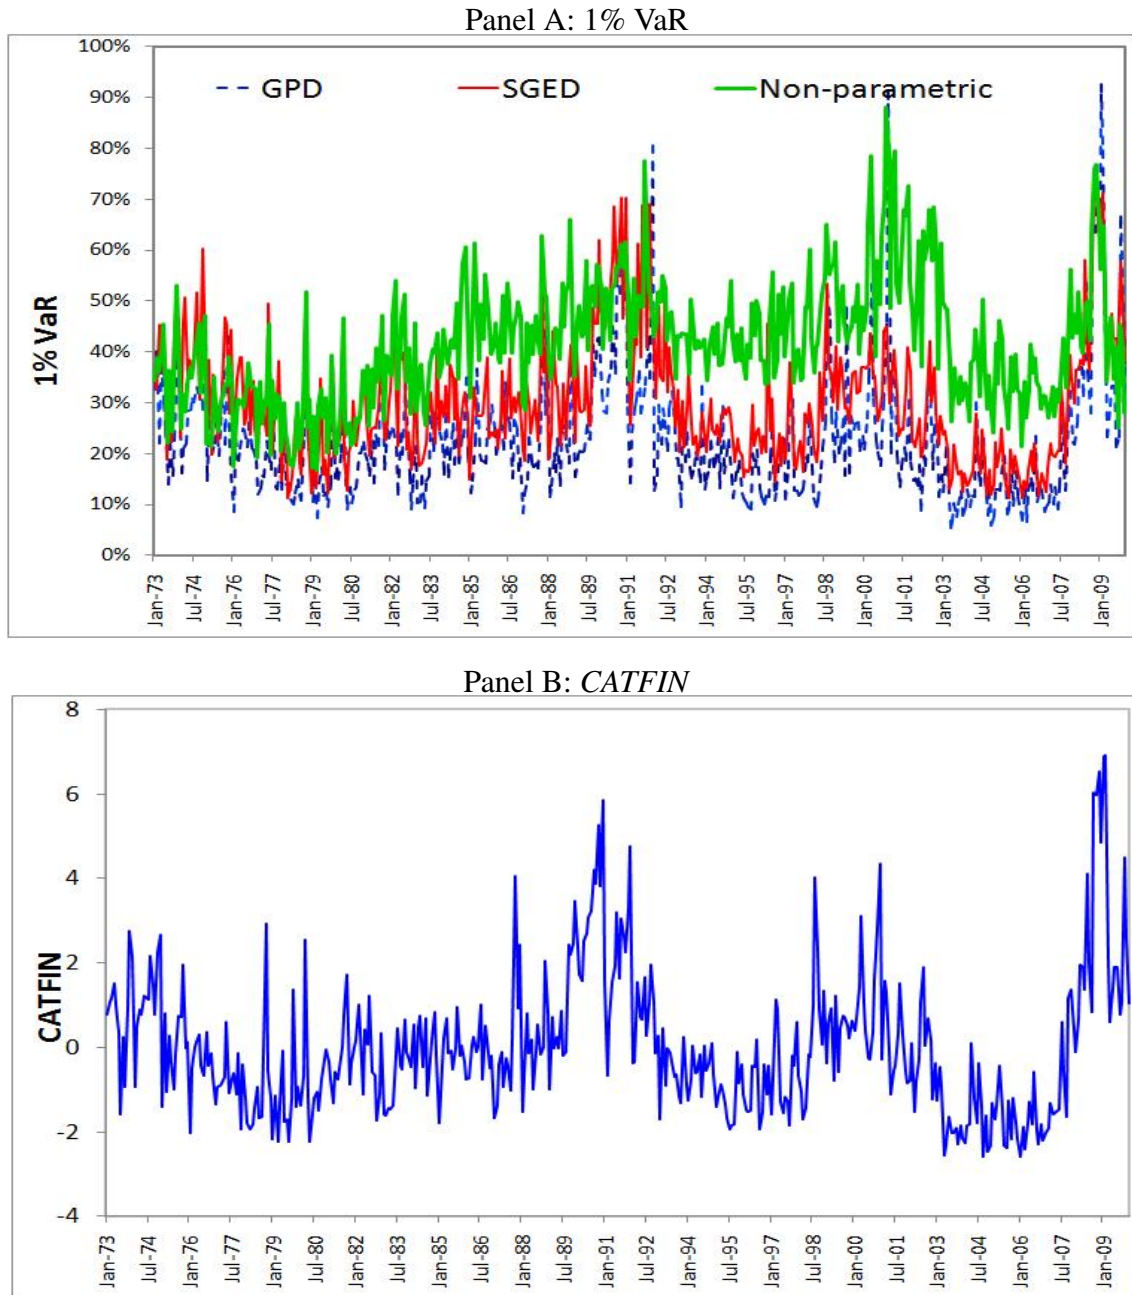 Panel A: 1% VaR
GPD SGED Non-parametric
100%
90%
80%
70%
60%
50%
40%
30%
20%
10%
0%
1% VaR
Jan-73 Jul-74 Jan-76 Jul-77 Jan-79 Jul-80 Jan-82 Jul-83 Jan-85 Jul-86 Jan-88 Jul-89 Jan-91 Jul-92 Jan-94 Jul-95 Jan-97 Jul-98 Jan-00 Jul-01 Jan-03 Jul-04 Jan-06 Jul-07 Jan-09
Panel B: CATFIN
8
6
4
2
0
-2
-4
CATFIN
Jan-73 Jul-74 Jan-76 Jul-77 Jan-79 Jul-80 Jan-82 Jul-83 Jan-85 Jul-86 Jan-88 Jul-89 Jan-91 Jul-92 Jan-94 Jul-95 Jan-97 Jul-98 Jan-00 Jul-01 Jan-03 Jul-04 Jan-06 Jul-07 Jan-09